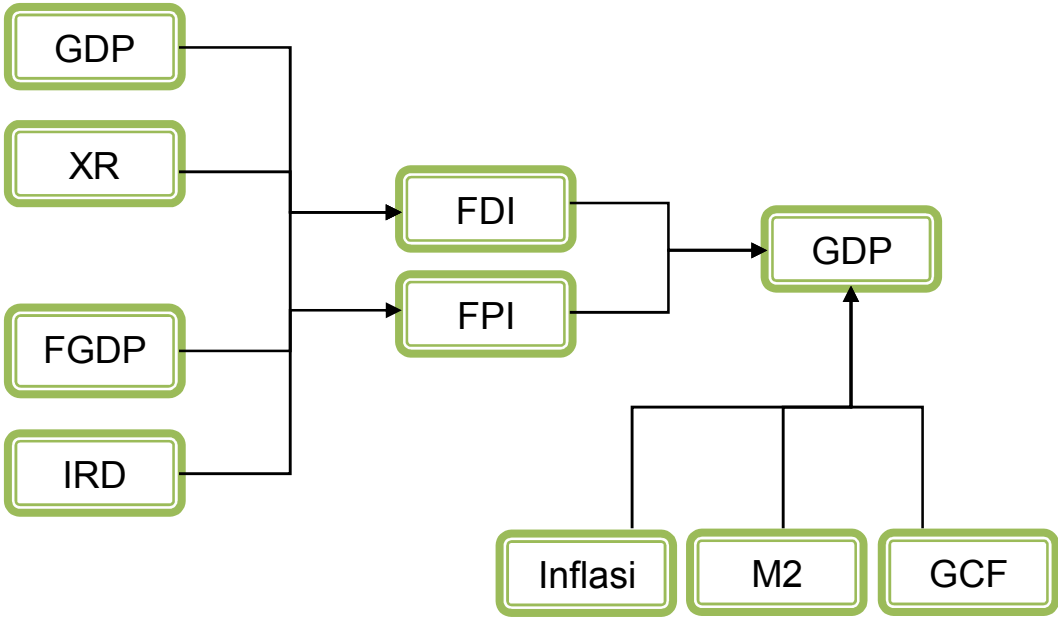 GDP
XR
FGDP
IRD
FDI
FPI
GDP
Inflasi
M2
GCF